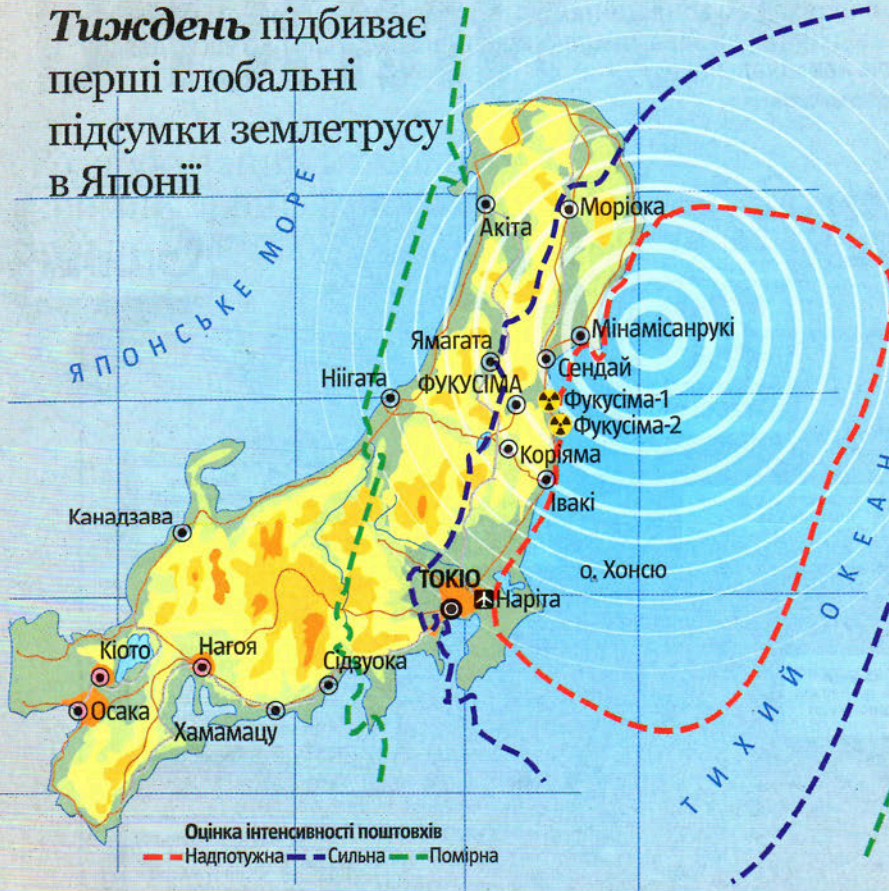 Тиждень підбиває
перші глобальні
підсумки землетрусу
в Японії
ЯПОНСЬКЕ МОРЕ
Акіта
Моріока
Мінамісанрукі
Ямагата
Сендай
Ніігата
ФУКУСІМА
Фукусіма-1
Фукусіма-2
Коріяма
Івакі
Канадзава
ТОКІО
о. Хонсю
Наріта
ТИХИЙ ОКЕАН
Кіото
Нагоя
Сідзуока
Осака
Хамамацу
Оцінка інтенсивності поштовхів
Надпотужна Сильна Помірна